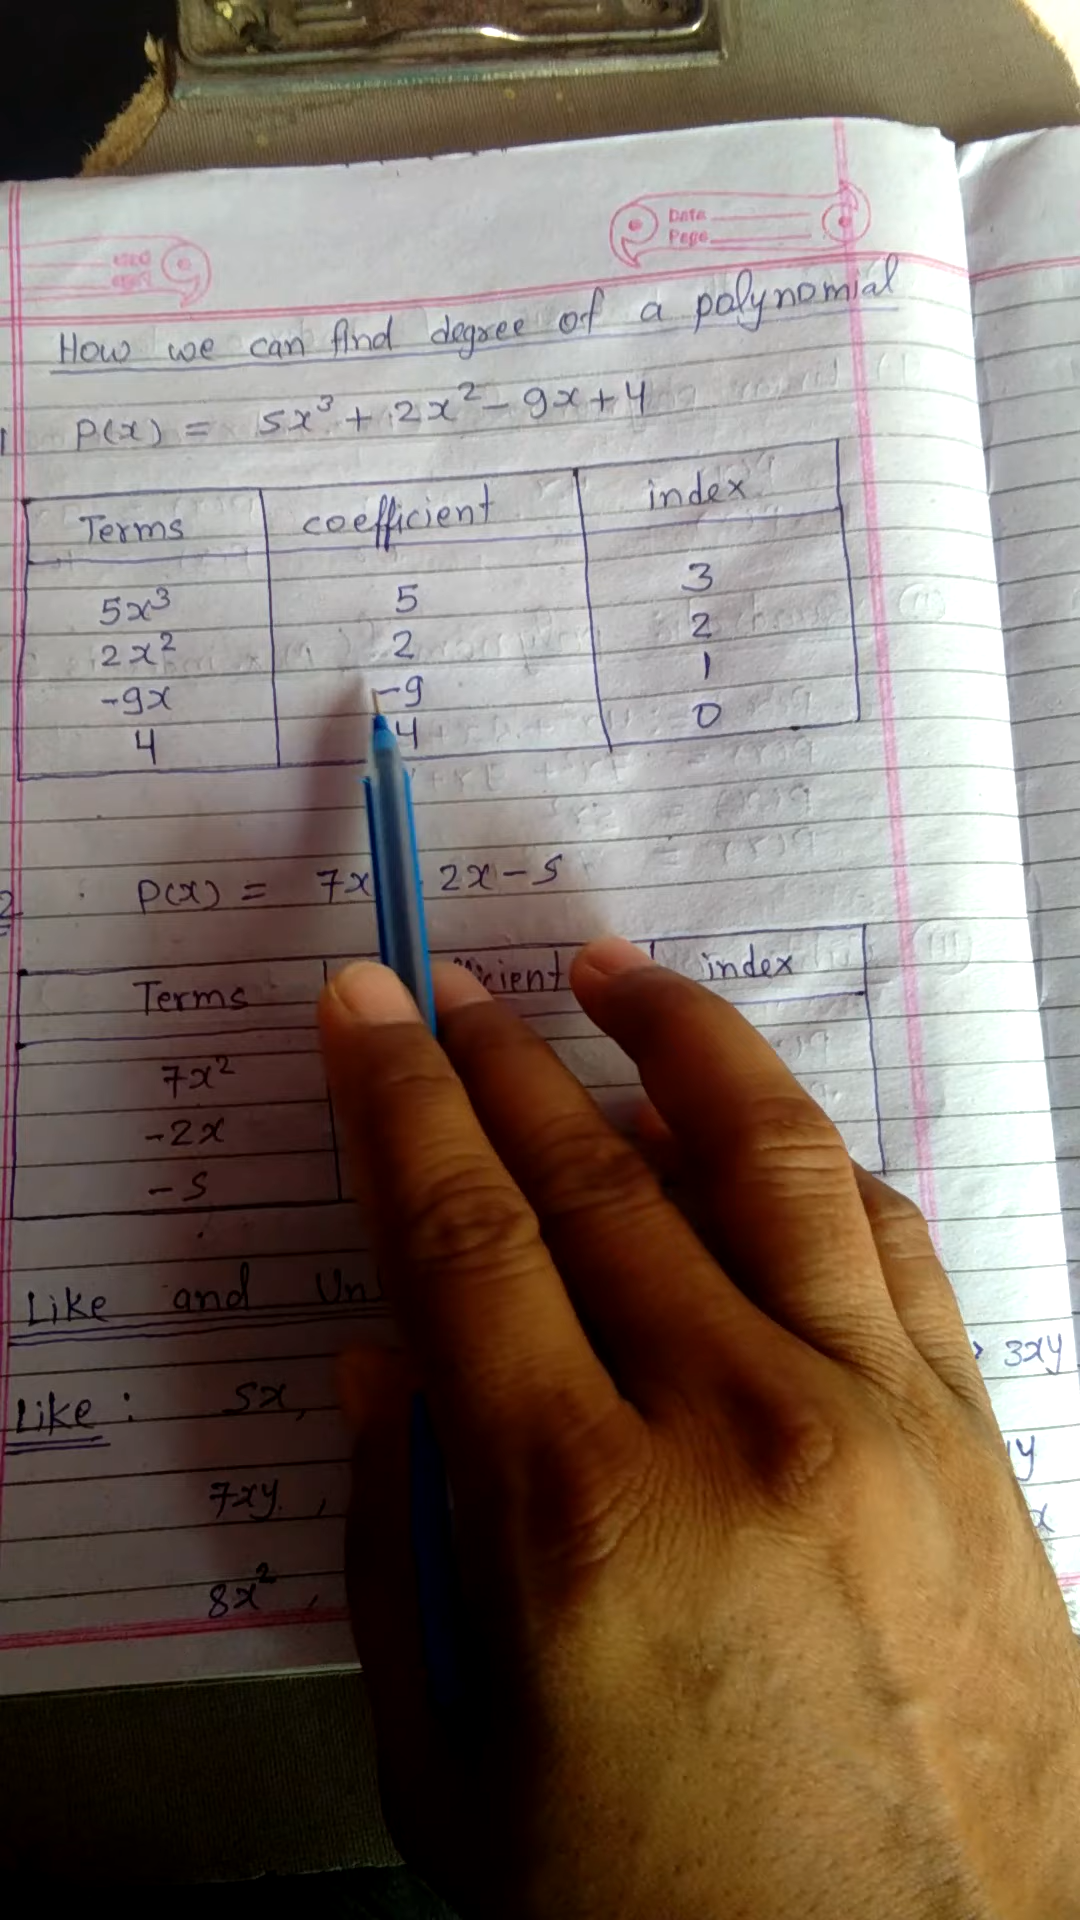 Date
Page
How we can find degree of a polynomial
1 P(x) = 5x³ + 2x² - 9x + 4
Terms coefficient index
5x³ 5 3
2x² 2 2
-9x -9 1
4 4 0
2 P(x) = 7x 2x - 5
Terms index
7x²
-2x
-5
Like and
Like : 5x,
3xy
7xy ,
y
x
8x² ,